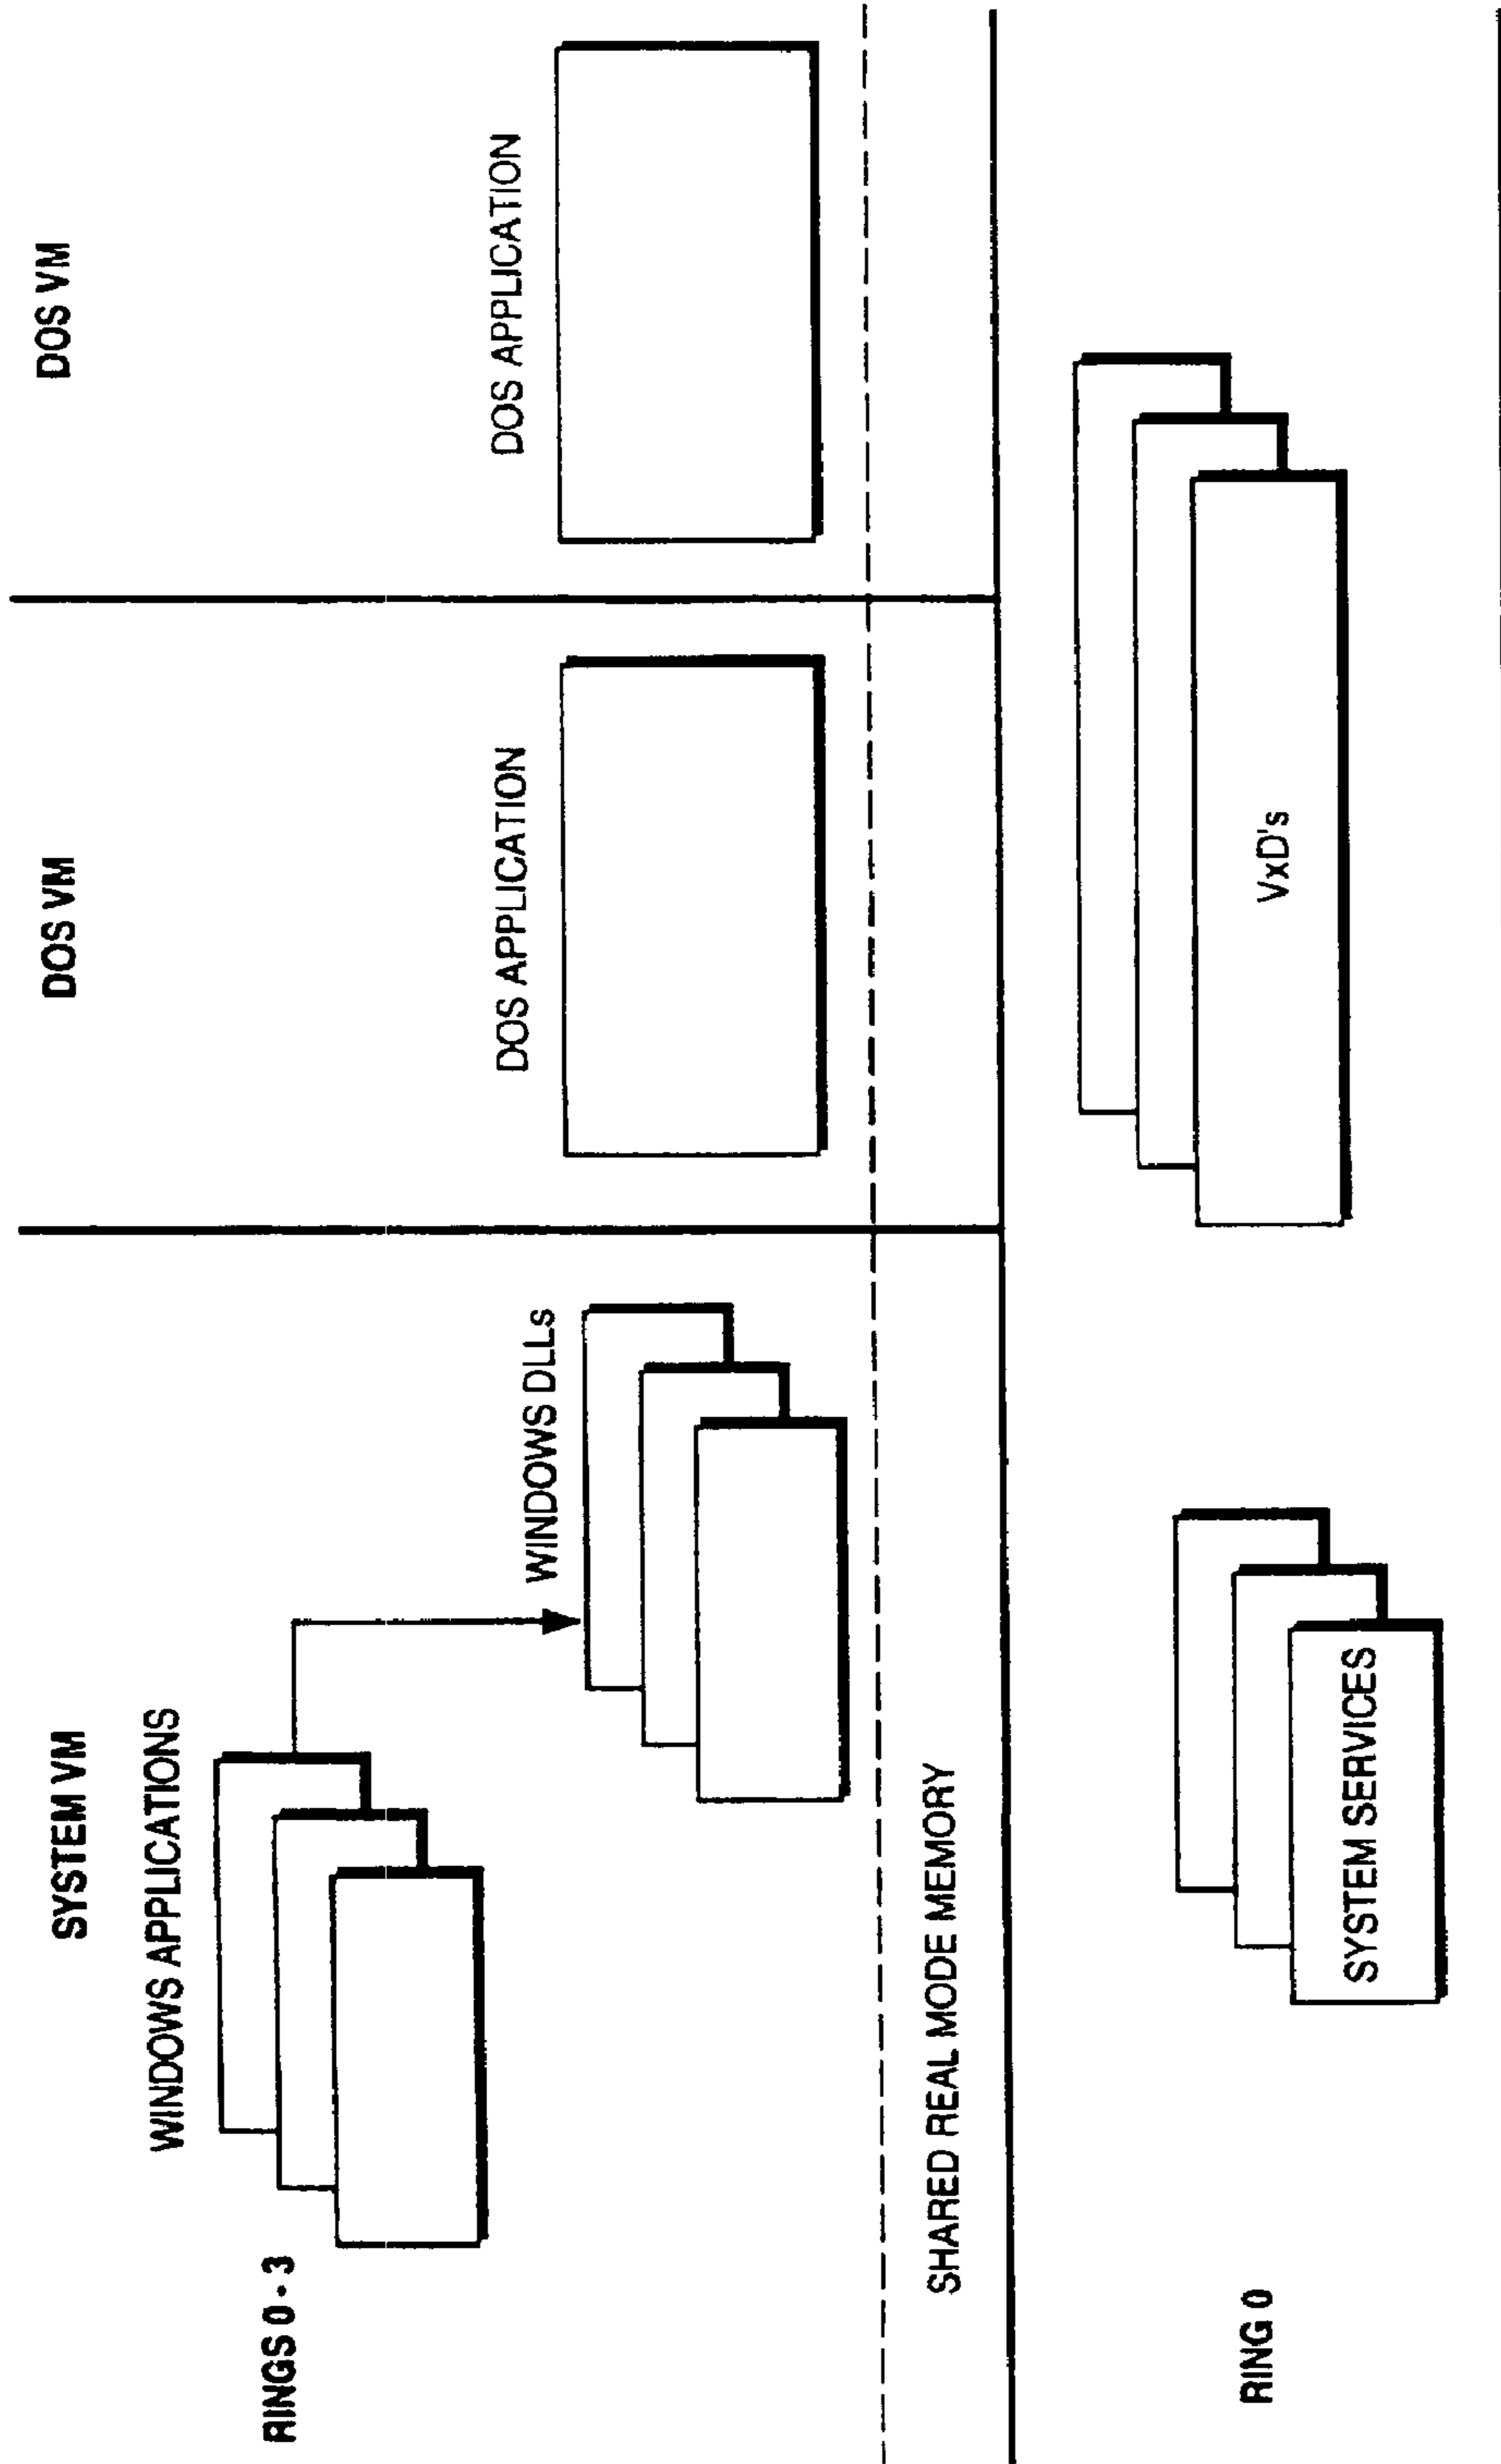 SYSTEM VM
DOS VM
DOS VM
WINDOWS APPLICATIONS
RINGS 0 - 3
DOS APPLICATION
DOS APPLICATION
WINDOWS DLLs
SHARED REAL MODE MEMORY
VxD's
RING 0
SYSTEM SERVICES